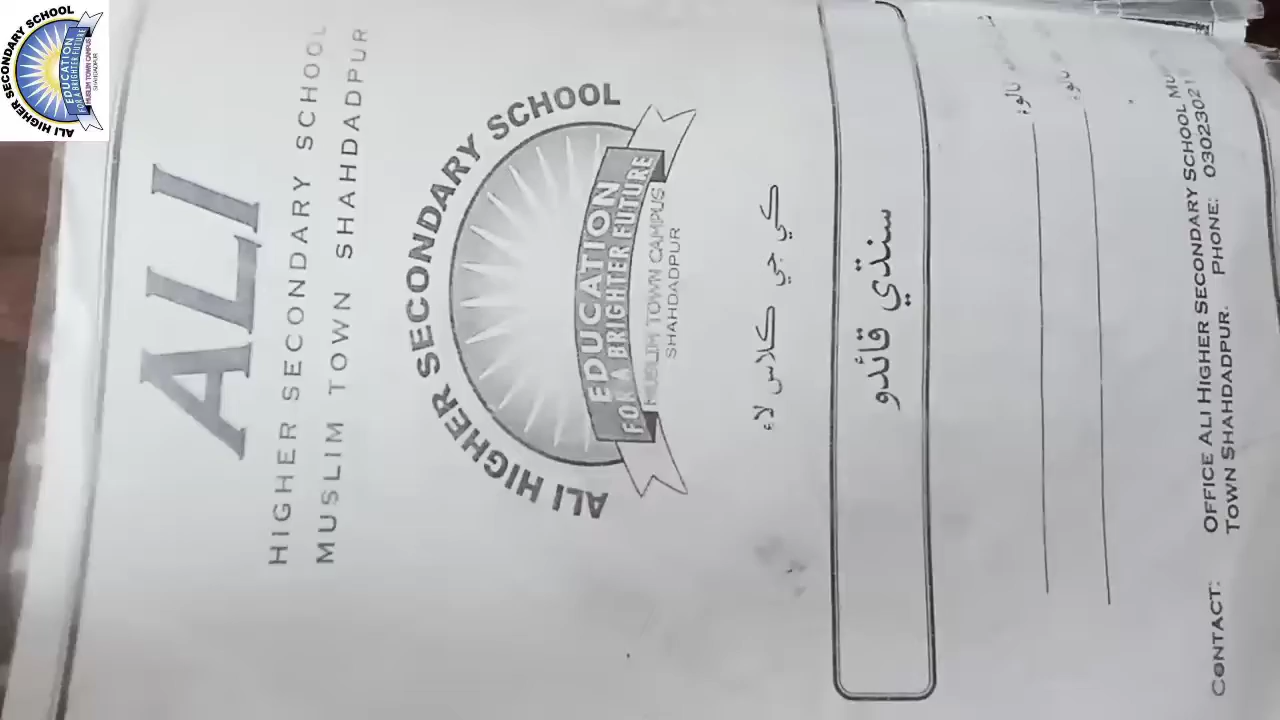 ALI HIGHER SECONDARY SCHOOL
EDUCATION
FOR A BRIGHTER FUTURE
MUSLIM TOWN CAMPUS
SHAHDADPUR
ALI
HIGHER SECONDARY SCHOOL
MUSLIM TOWN SHAHDADPUR
ALI HIGHER SECONDARY SCHOOL
EDUCATION
FOR A BRIGHTER FUTURE
MUSLIM TOWN CAMPUS
SHAHDADPUR
ڪي جي ڪلاس لاءِ
سنڌي قائدو
نالو:
CONTACT: OFFICE ALI HIGHER SECONDARY SCHOOL
TOWN SHAHDADPUR. PHONE: